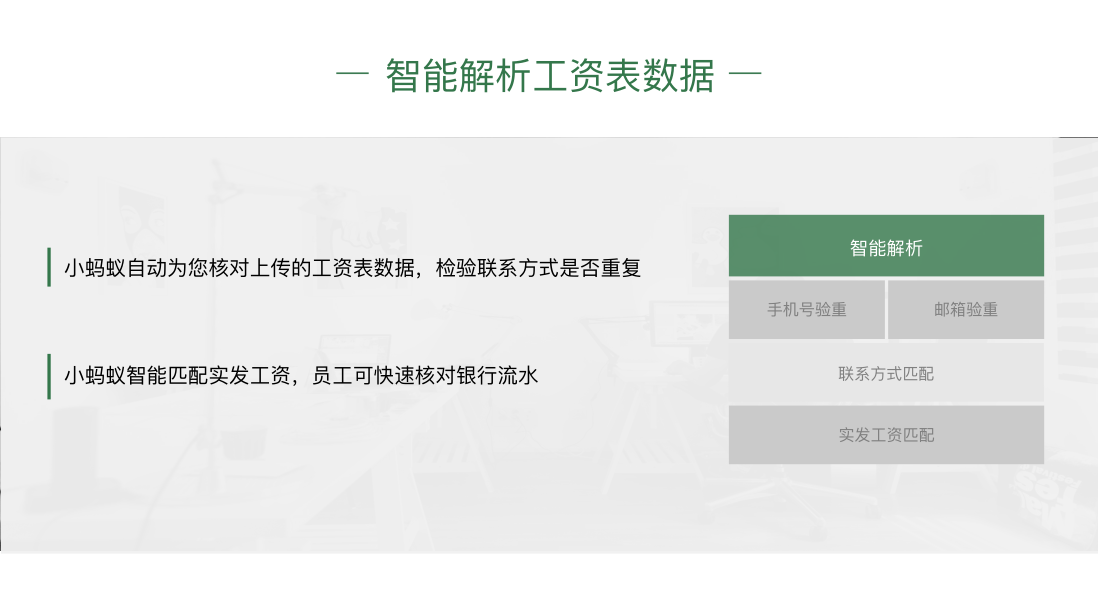 — 智能解析工资表数据 —
小蚂蚁自动为您核对上传的工资表数据，检验联系方式是否重复
小蚂蚁智能匹配实发工资，员工可快速核对银行流水
智能解析
手机号验重
邮箱验重
联系方式匹配
实发工资匹配